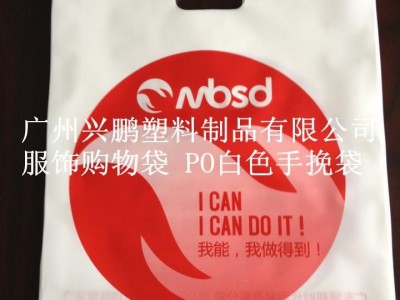 mbsd
广州兴鹏塑料制品有限公司
服饰购物袋 PO白色手挽袋
I CAN
I CAN DO IT !
我能，我做得到！